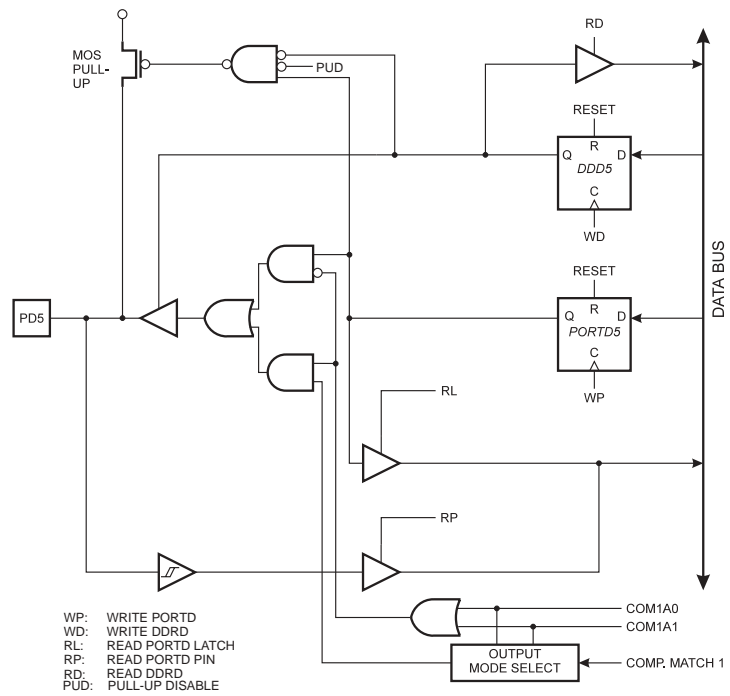 RD
MOS
PULL-
UP
PUD
RESET
R
Q
D
DDD5
C
WD
RESET
R
Q
D
PORTD5
C
WP
PD5
DATA BUS
RL
RP
COM1A0
COM1A1
OUTPUT
MODE SELECT
COMP. MATCH 1
WP: WRITE PORTD
WD: WRITE DDRD
RL: READ PORTD LATCH
RP: READ PORTD PIN
RD: READ DDRD
PUD: PULL-UP DISABLE